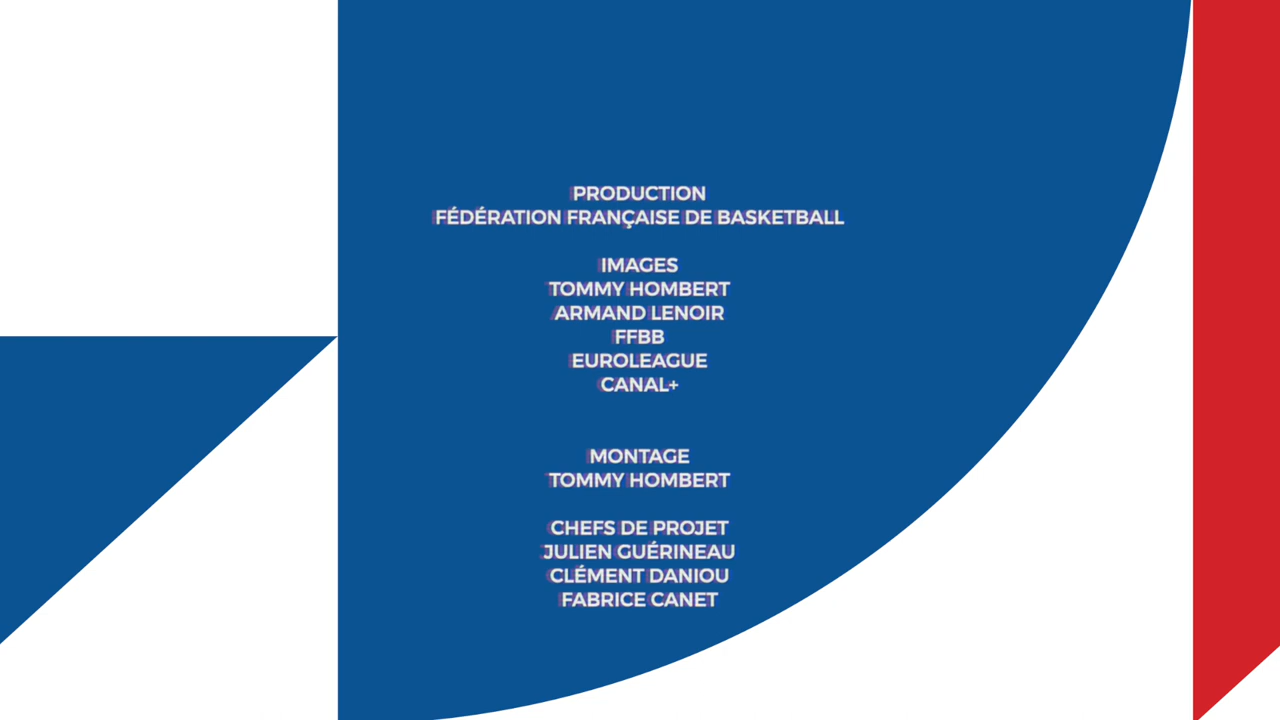 PRODUCTION
FÉDÉRATION FRANÇAISE DE BASKETBALL
IMAGES
TOMMY HOMBERT
ARMAND LENOIR
FFBB
EUROLEAGUE
CANAL+
MONTAGE
TOMMY HOMBERT
CHEFS DE PROJET
JULIEN GUÉRINEAU
CLÉMENT DANIOU
FABRICE CANET